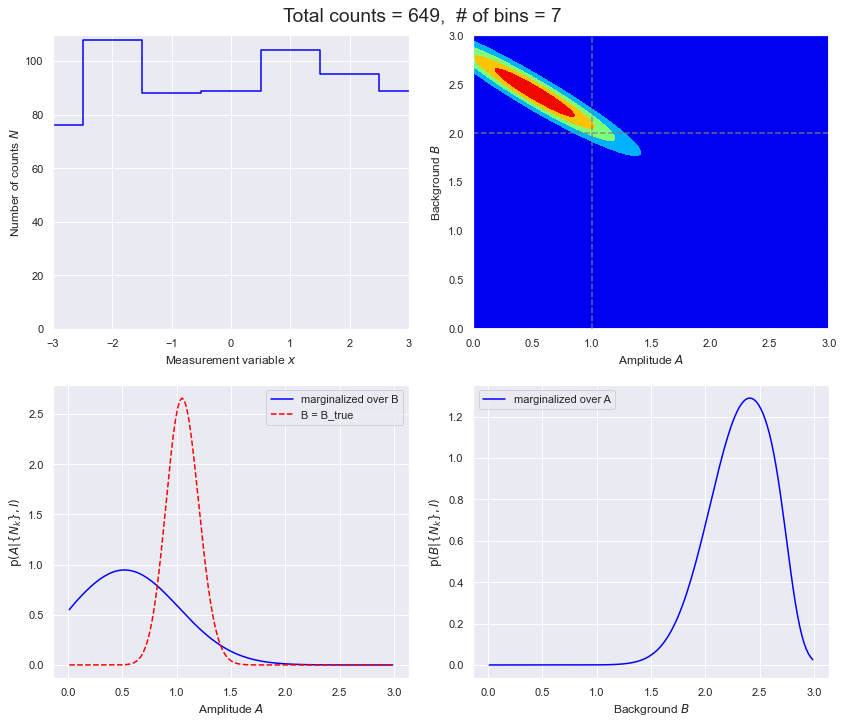 Total counts = 649,  # of bins = 7
Number of counts N
100
80
60
40
20
0
−3 −2 −1 0 1 2 3
Measurement variable x
Background B
3.0
2.5
2.0
1.5
1.0
0.5
0.0
0.0 0.5 1.0 1.5 2.0 2.5 3.0
Amplitude A
p(A|{N_k}, I)
2.5
2.0
1.5
1.0
0.5
0.0
marginalized over B
B = B_true
0.0 0.5 1.0 1.5 2.0 2.5 3.0
Amplitude A
p(B|{N_k}, I)
1.2
1.0
0.8
0.6
0.4
0.2
0.0
marginalized over A
0.0 0.5 1.0 1.5 2.0 2.5 3.0
Background B